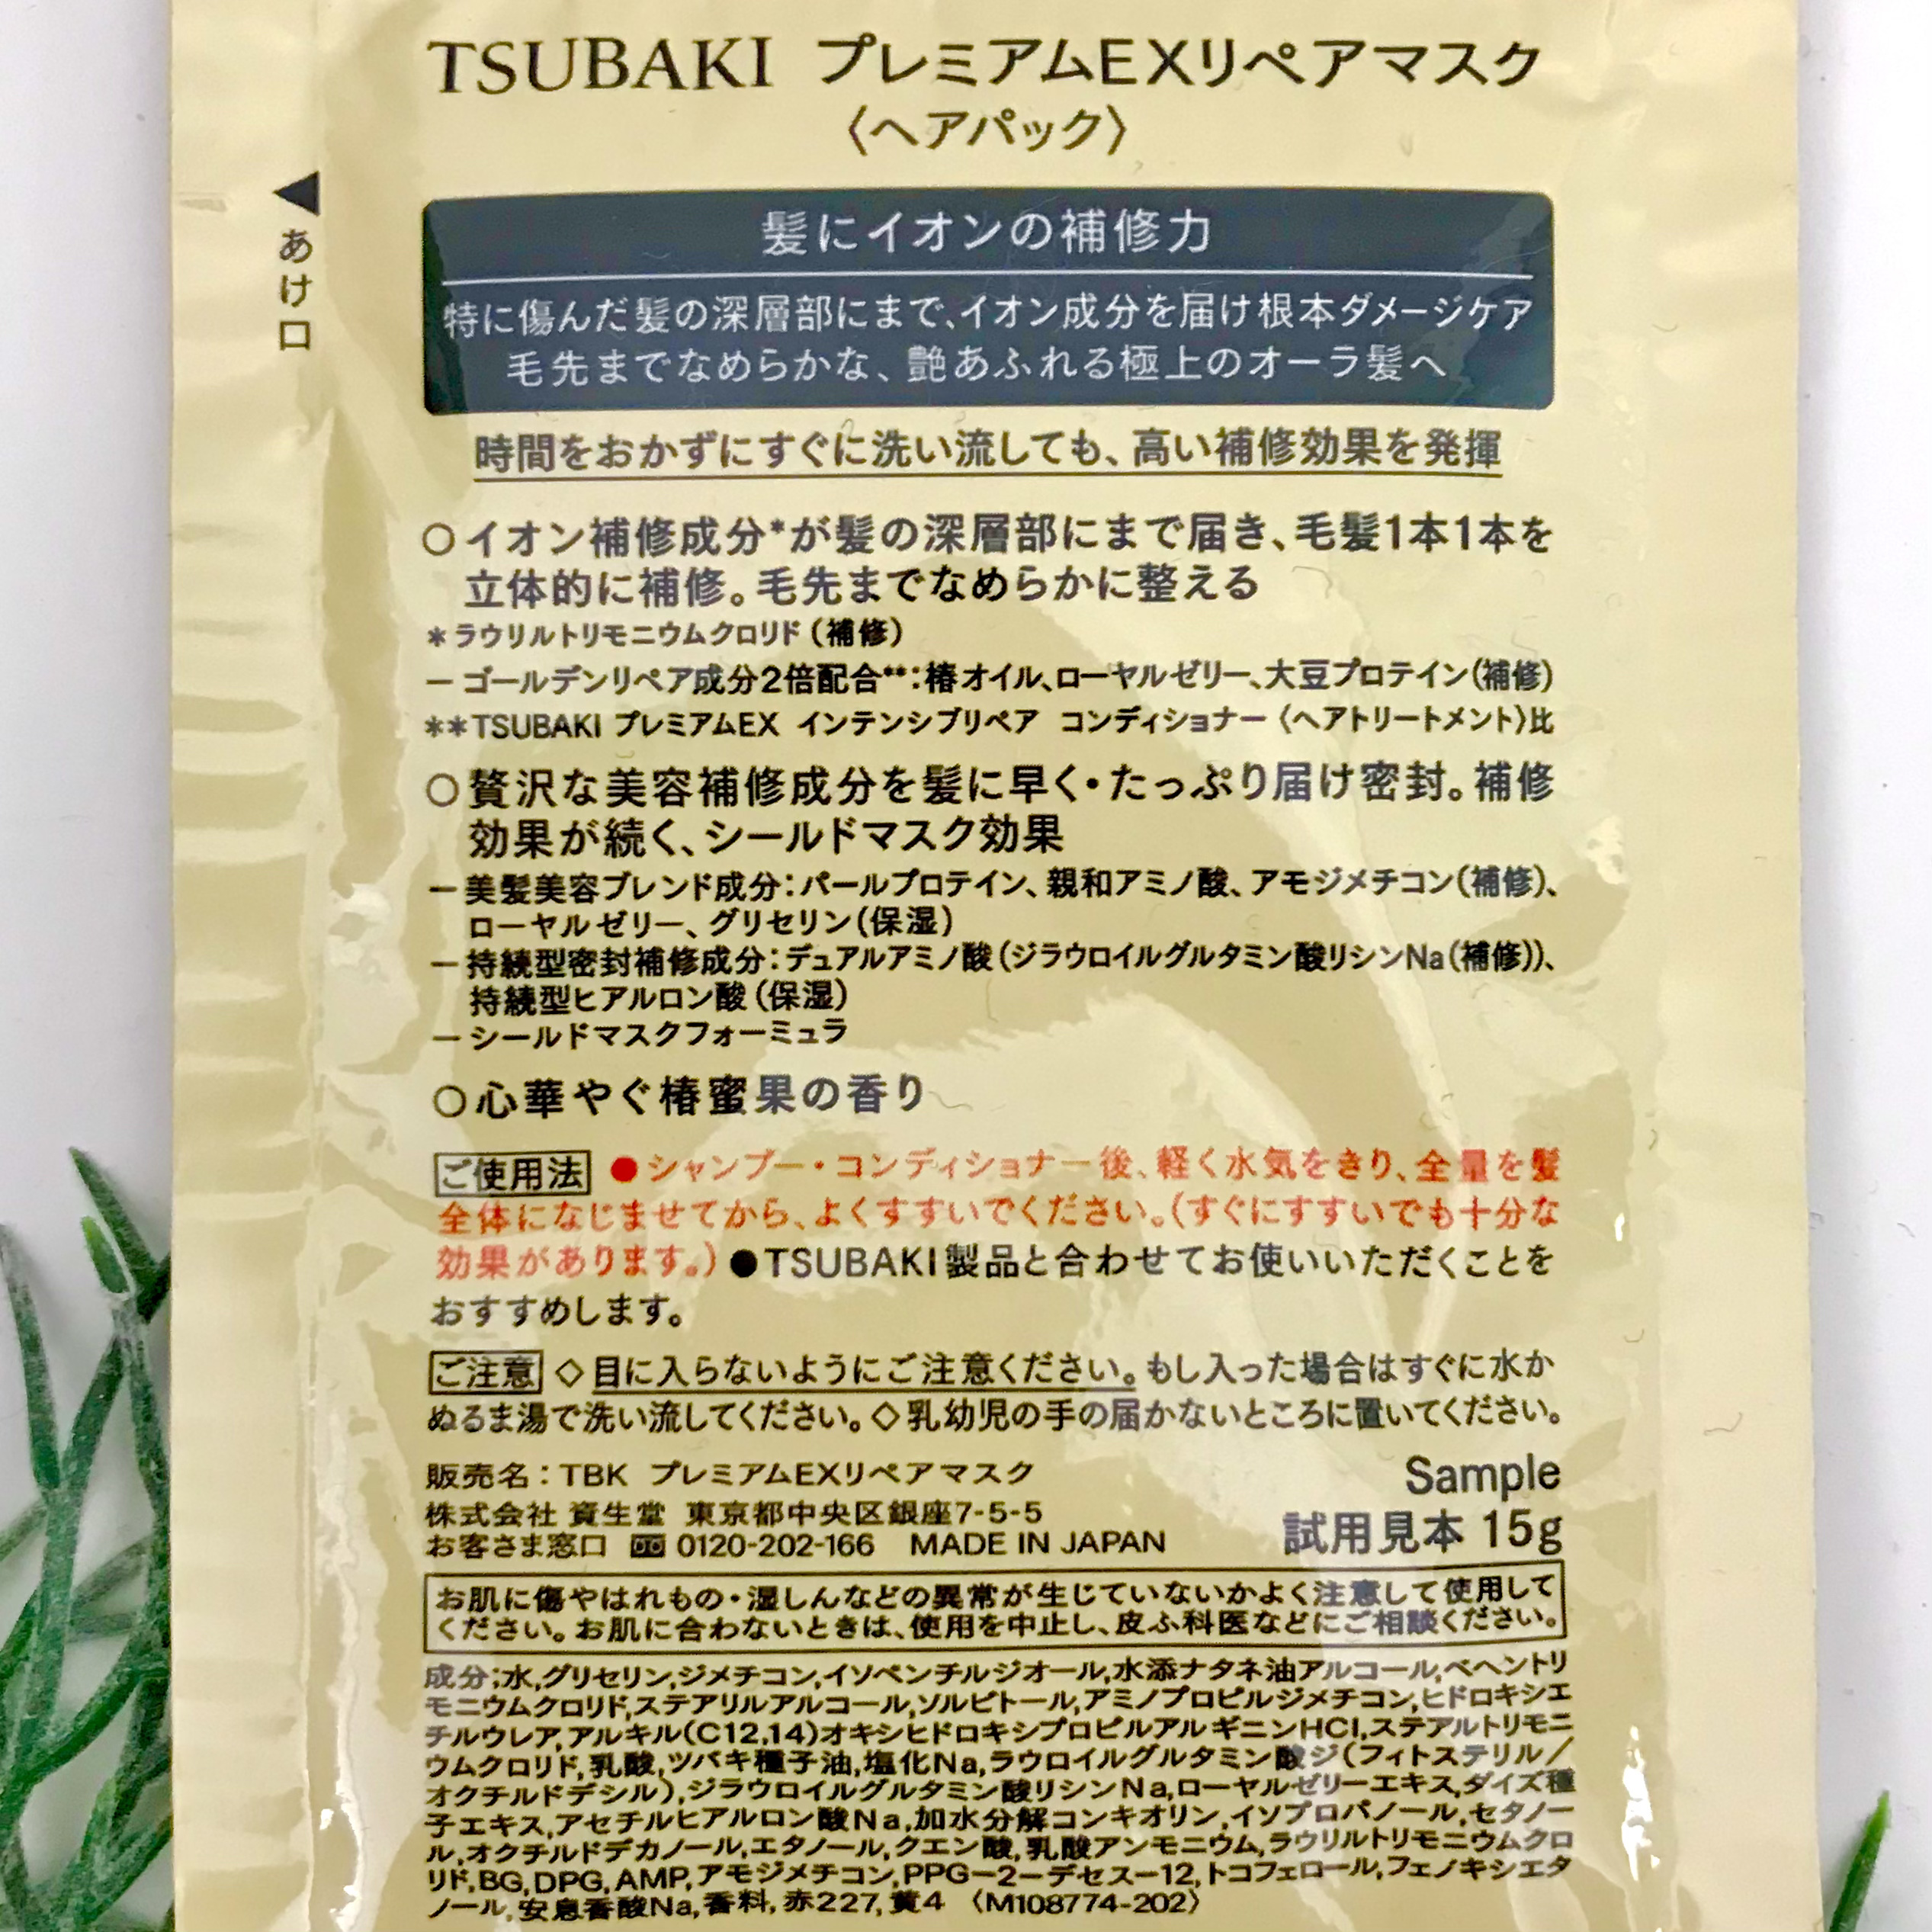 TSUBAKI プレミアムEXリペアマスク
〈ヘアパック〉
◀あけ口
髪にイオンの補修力
特に傷んだ髪の深層部にまで、イオン成分を届け根本ダメージケア
毛先までなめらかな、艶あふれる極上のオーラ髪へ
時間をおかずにすぐに洗い流しても、高い補修効果を発揮
○イオン補修成分*が髪の深層部にまで届き、毛髪1本1本を
立体的に補修。毛先までなめらかに整える
*ラウリルトリモニウムクロリド(補修)
ーゴールデンリペア成分2倍配合**:椿オイル、ローヤルゼリー、大豆プロテイン(補修)
**TSUBAKI プレミアムEX インテンシブリペア コンディショナー〈ヘアトリートメント〉比
○贅沢な美容補修成分を髪に早く・たっぷり届け密封。補修
効果が続く、シールドマスク効果
ー美髪美容ブレンド成分:パールプロテイン、親和アミノ酸、アモジメチコン(補修)、
ローヤルゼリー、グリセリン(保湿)
ー持続型密封補修成分:デュアルアミノ酸(ジラウロイルグルタミン酸リシンNa(補修))、
持続型ヒアルロン酸(保湿)
ーシールドマスクフォーミュラ
○心華やぐ椿蜜果の香り
ご使用法 ●シャンプー・コンディショナー後、軽く水気をきり、全量を髪
全体になじませてから、よくすすいでください。(すぐにすすいでも十分な
効果があります。)●TSUBAKI製品と合わせてお使いいただくことを
おすすめします。
ご注意 ◇目に入らないようにご注意ください。もし入った場合はすぐに水か
ぬるま湯で洗い流してください。◇乳幼児の手の届かないところに置いてください。
販売名:TBK プレミアムEXリペアマスク
株式会社 資生堂 東京都中央区銀座7-5-5
お客さま窓口 0120-202-166 MADE IN JAPAN
Sample
試用見本 15g
お肌に傷やはれもの・湿しんなどの異常が生じていないかよく注意して使用して
ください。お肌に合わないときは、使用を中止し、皮ふ科医などにご相談ください。
成分;水,グリセリン,ジメチコン,イソペンチルジオール,水添ナタネ油アルコール,ベヘントリ
モニウムクロリド,ステアリルアルコール,ソルビトール,アミノプロピルジメチコン,ヒドロキシエ
チルウレア,アルキル(C12,14)オキシヒドロキシプロピルアルギニンHCl,ステアルトリモニ
ウムクロリド,乳酸,ツバキ種子油,塩化Na,ラウロイルグルタミン酸ジ(フィトステリル/
オクチルドデシル),ジラウロイルグルタミン酸リシンNa,ローヤルゼリーエキス,ダイズ種
子エキス,アセチルヒアルロン酸Na,加水分解コンキオリン,イソプロパノール,セタノー
ル,オクチルドデカノール,エタノール,クエン酸,乳酸アンモニウム,ラウリルトリモニウムクロ
リド,BG,DPG,AMP,アモジメチコン,PPG-2-デセス-12,トコフェロール,フェノキシエタ
ノール,安息香酸Na,香料,赤227,黄4 〈M108774-202〉